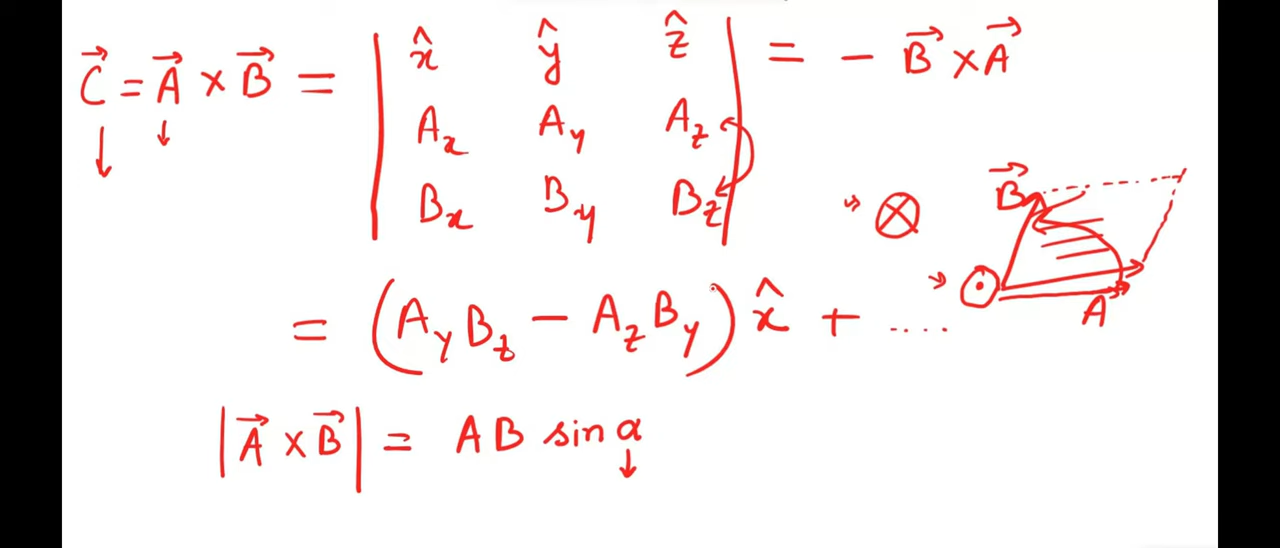 C⃗ = A⃗ × B⃗ = | x̂ ŷ ẑ | = - B⃗ × A⃗
| A_x A_y A_z |
| B_x B_y B_z |
B⃗
A
= (A_y B_z - A_z B_y) x̂ + ....
|A⃗ × B⃗| = AB sin α